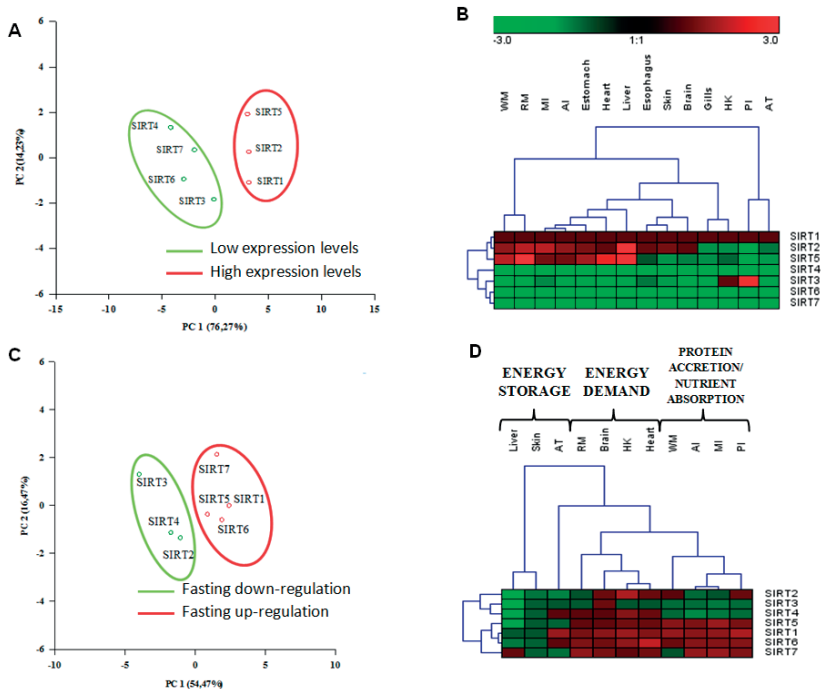 A
6
4
2
0
-2
-4
-6
PC 2 (14,23%)
SIRT4
SIRT7
SIRT6
SIRT3
SIRT5
SIRT2
SIRT1
Low expression levels
High expression levels
-15
-10
-5
0
5
10
PC 1 (76,27%)
B
-3.0
1:1
3.0
WM
RM
MI
AI
Estomach
Heart
Liver
Esophagus
Skin
Brain
Gills
HK
PI
AT
SIRT1
SIRT2
SIRT5
SIRT4
SIRT3
SIRT6
SIRT7
C
6
4
2
0
-2
-4
-6
PC 2 (16,47%)
SIRT3
SIRT4
SIRT2
SIRT7
SIRT5 SIRT1
SIRT6
Fasting down-regulation
Fasting up-regulation
-10
-5
0
5
10
PC 1 (54,47%)
D
ENERGY
STORAGE
ENERGY
DEMAND
PROTEIN
ACCRETION/
NUTRIENT
ABSORPTION
Liver
Skin
AT
RM
Brain
HK
Heart
WM
AI
MI
PI
SIRT2
SIRT3
SIRT4
SIRT5
SIRT1
SIRT6
SIRT7